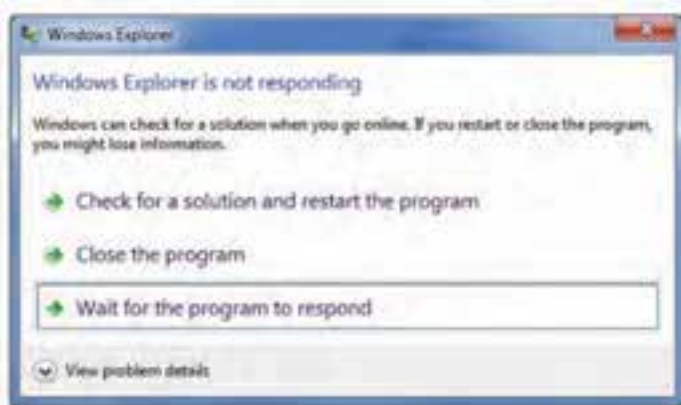 Windows Explorer
Windows Explorer is not responding
Windows can check for a solution when you go online. If you restart or close the program,
you might lose information.
Check for a solution and restart the program
Close the program
Wait for the program to respond
View problem details